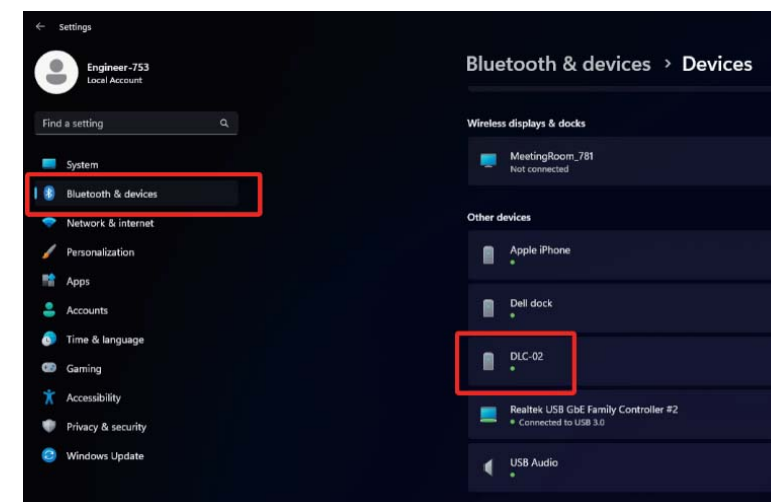 Settings
Engineer-753
Local Account
Find a setting
System
Bluetooth & devices
Network & internet
Personalization
Apps
Accounts
Time & language
Gaming
Accessibility
Privacy & security
Windows Update
Bluetooth & devices > Devices
Wireless displays & docks
MeetingRoom_781
Not connected
Other devices
Apple iPhone
Dell dock
DLC-02
Realtek USB GbE Family Controller #2
Connected to USB 3.0
USB Audio